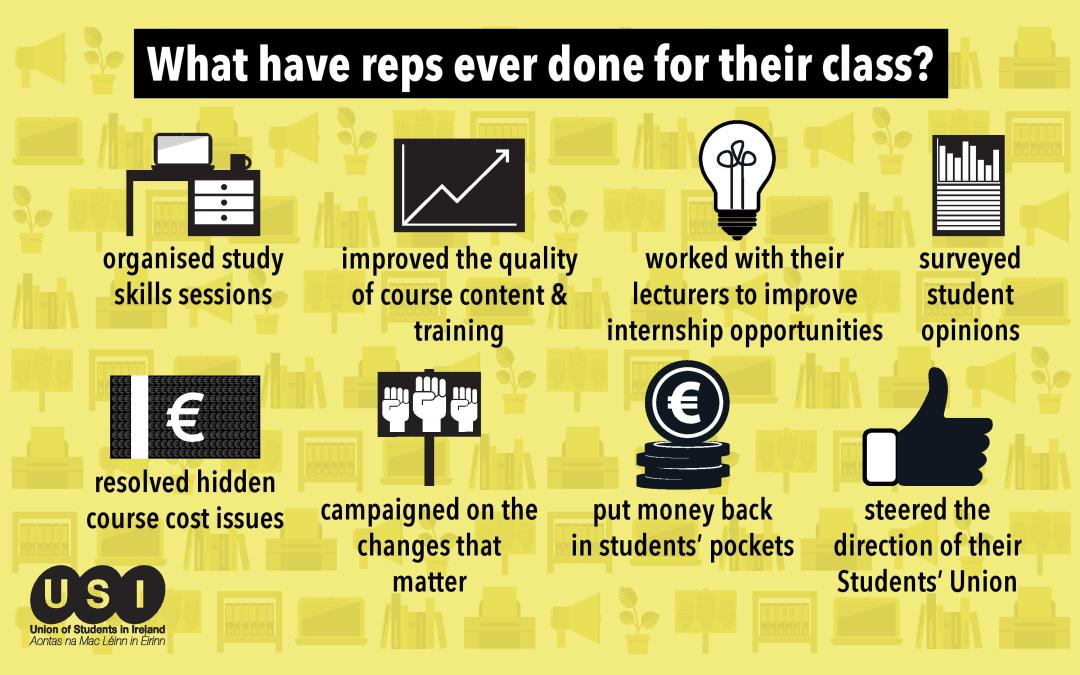 What have reps ever done for their class?
organised study
skills sessions
improved the quality
of course content &
training
worked with their
lecturers to improve
internship opportunities
surveyed
student
opinions
€
resolved hidden
course cost issues
campaigned on the
changes that
matter
€
put money back
in students’ pockets
steered the
direction of their
Students’ Union
USI
Union of Students in Ireland
Aontas na Mac Léinn in Éirinn